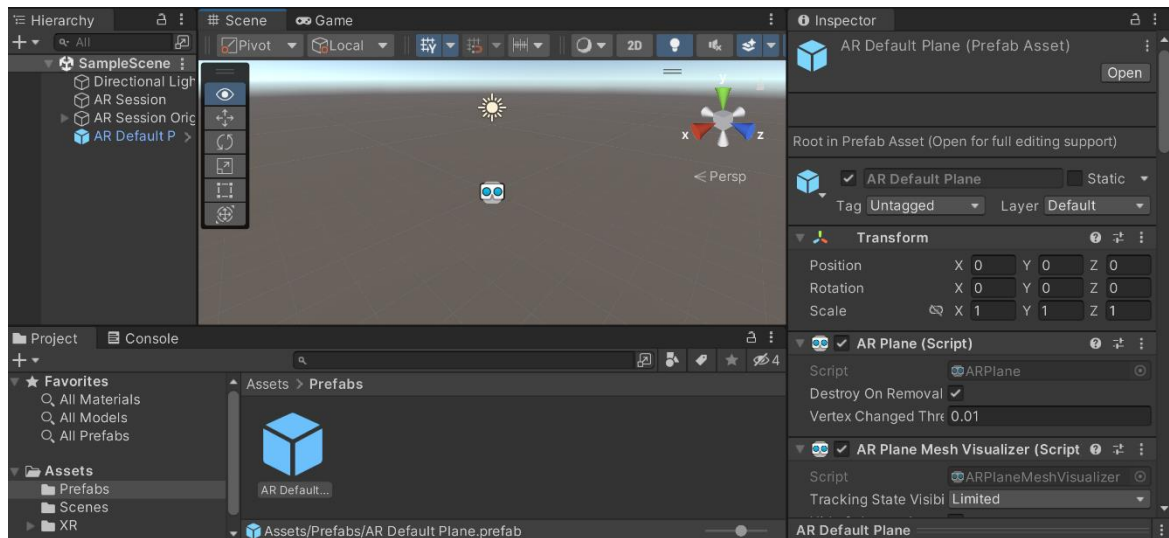 Hierarchy
All
SampleScene
Directional Ligh
AR Session
AR Session Orig
AR Default P
Scene
Game
Pivot
Local
2D
y
x
z
Persp
Project
Console
4
Favorites
All Materials
All Models
All Prefabs
Assets
Prefabs
Scenes
XR
Assets > Prefabs
AR Default...
Assets/Prefabs/AR Default Plane.prefab
Inspector
AR Default Plane (Prefab Asset)
Open
Root in Prefab Asset (Open for full editing support)
AR Default Plane
Static
Tag Untagged Layer Default
Transform
Position X 0 Y 0 Z 0
Rotation X 0 Y 0 Z 0
Scale X 1 Y 1 Z 1
AR Plane (Script)
Script ARPlane
Destroy On Removal
Vertex Changed Thre 0.01
AR Plane Mesh Visualizer (Script
Script ARPlaneMeshVisualizer
Tracking State Visibi Limited
AR Default Plane